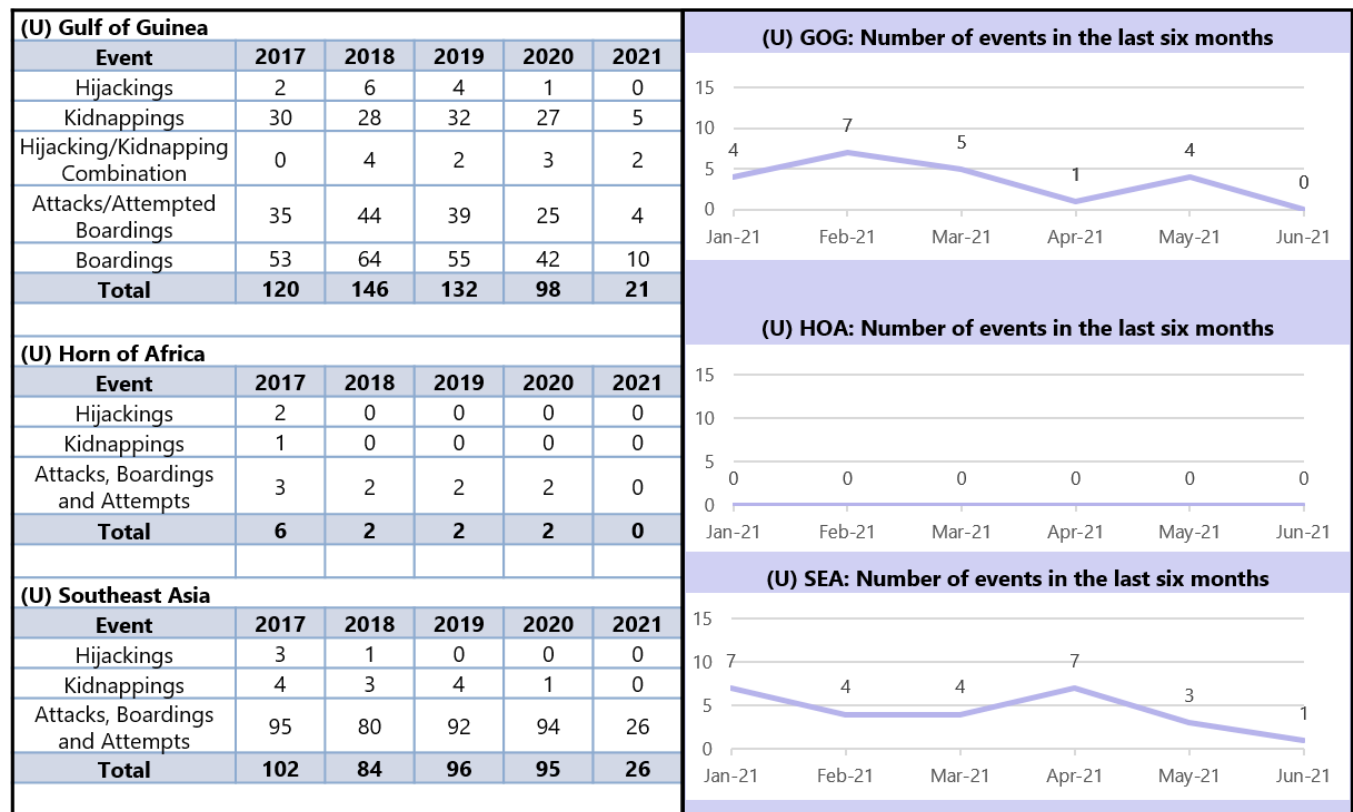 (U) Gulf of Guinea
Event 2017 2018 2019 2020 2021
Hijackings 2 6 4 1 0
Kidnappings 30 28 32 27 5
Hijacking/Kidnapping
Combination 0 4 2 3 2
Attacks/Attempted
Boardings 35 44 39 25 4
Boardings 53 64 55 42 10
Total 120 146 132 98 21
(U) Horn of Africa
Event 2017 2018 2019 2020 2021
Hijackings 2 0 0 0 0
Kidnappings 1 0 0 0 0
Attacks, Boardings
and Attempts 3 2 2 2 0
Total 6 2 2 2 0
(U) Southeast Asia
Event 2017 2018 2019 2020 2021
Hijackings 3 1 0 0 0
Kidnappings 4 3 4 1 0
Attacks, Boardings
and Attempts 95 80 92 94 26
Total 102 84 96 95 26
(U) GOG: Number of events in the last six months
15
10
5
0
4 7 5 1 4 0
Jan-21 Feb-21 Mar-21 Apr-21 May-21 Jun-21
(U) HOA: Number of events in the last six months
15
10
5
0
0 0 0 0 0 0
Jan-21 Feb-21 Mar-21 Apr-21 May-21 Jun-21
(U) SEA: Number of events in the last six months
15
10
5
0
7 4 4 7 3 1
Jan-21 Feb-21 Mar-21 Apr-21 May-21 Jun-21